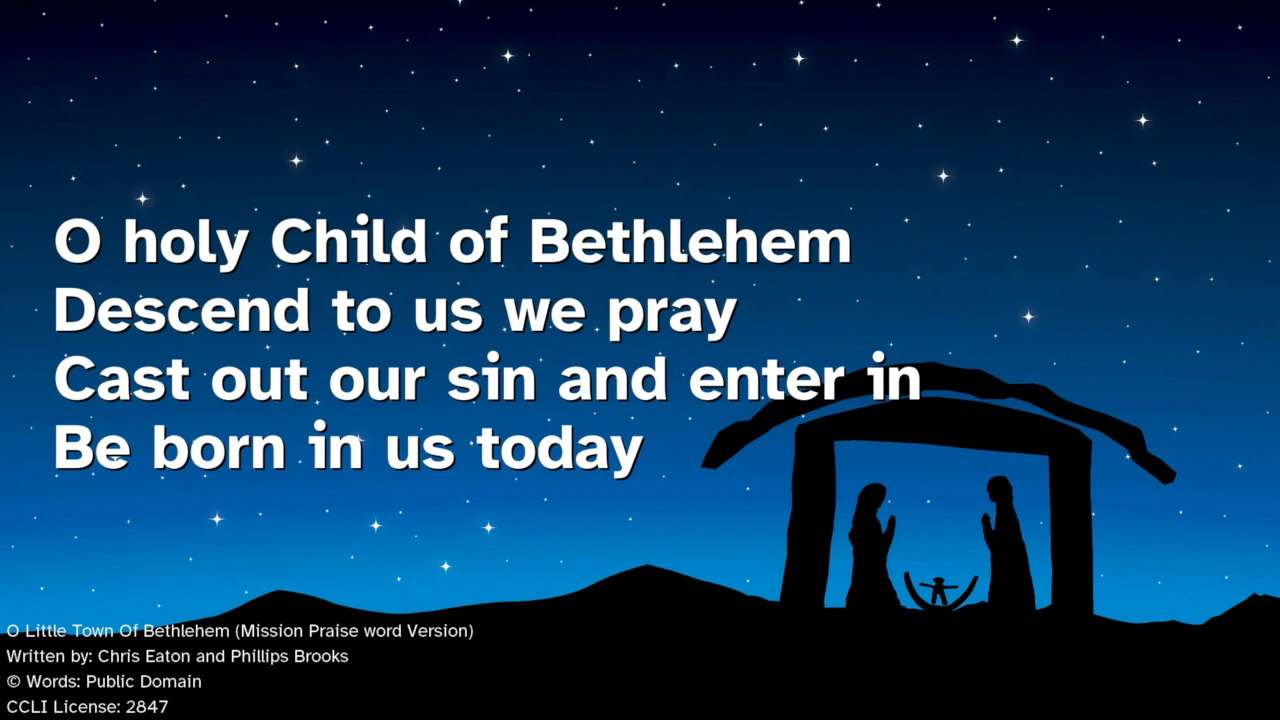 O holy Child of Bethlehem
Descend to us we pray
Cast out our sin and enter in
Be born in us today
O Little Town Of Bethlehem (Mission Praise word Version)
Written by: Chris Eaton and Phillips Brooks
© Words: Public Domain
CCLI License: 2847